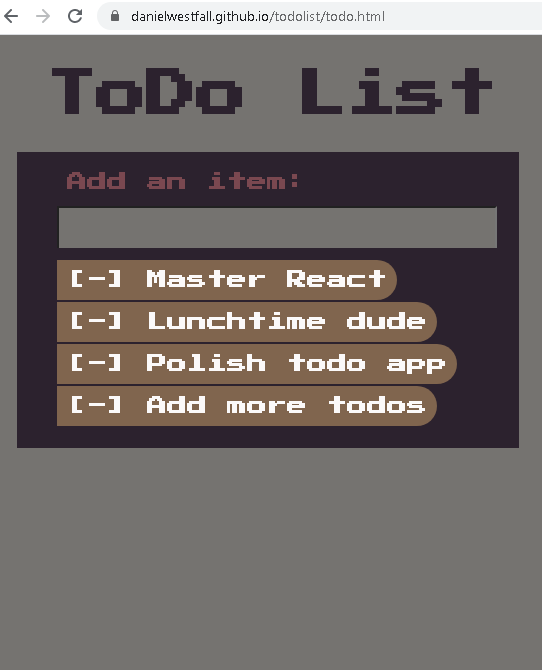 danielwestfall.github.io/todolist/todo.html
ToDo List
Add an item:
[-] Master React
[-] Lunchtime dude
[-] Polish todo app
[-] Add more todos